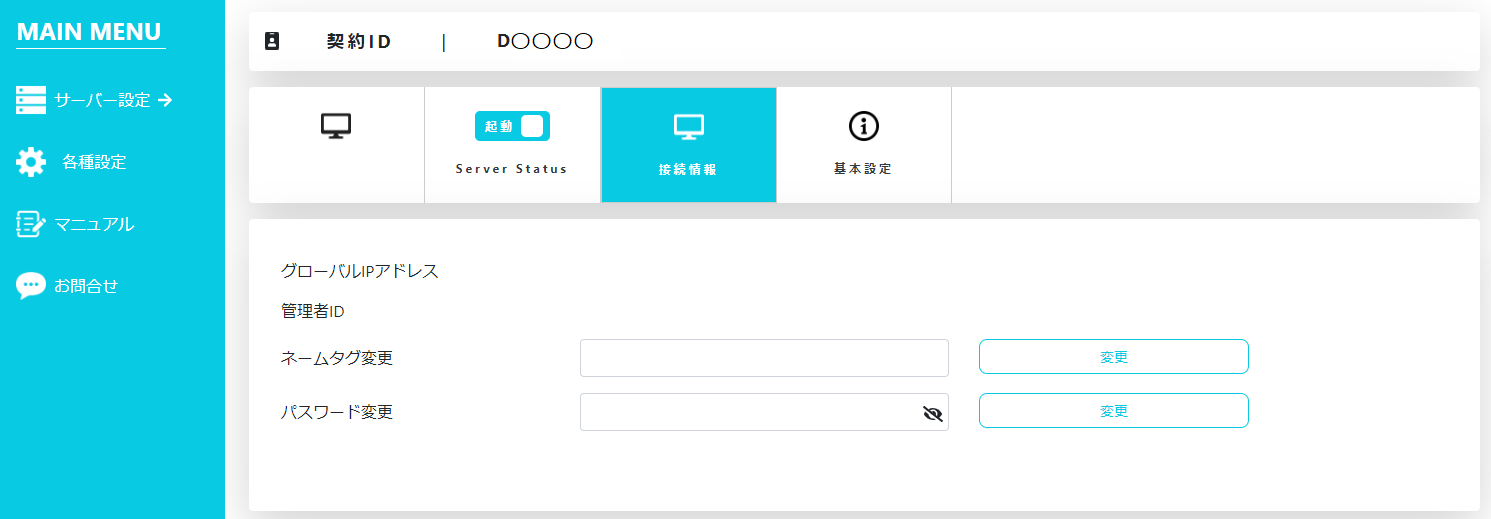 MAIN MENU
サーバー設定
各種設定
マニュアル
お問合せ
契約ID | D〇〇〇〇
起動
Server Status
接続情報
基本設定
グローバルIPアドレス
管理者ID
ネームタグ変更 変更
パスワード変更 変更